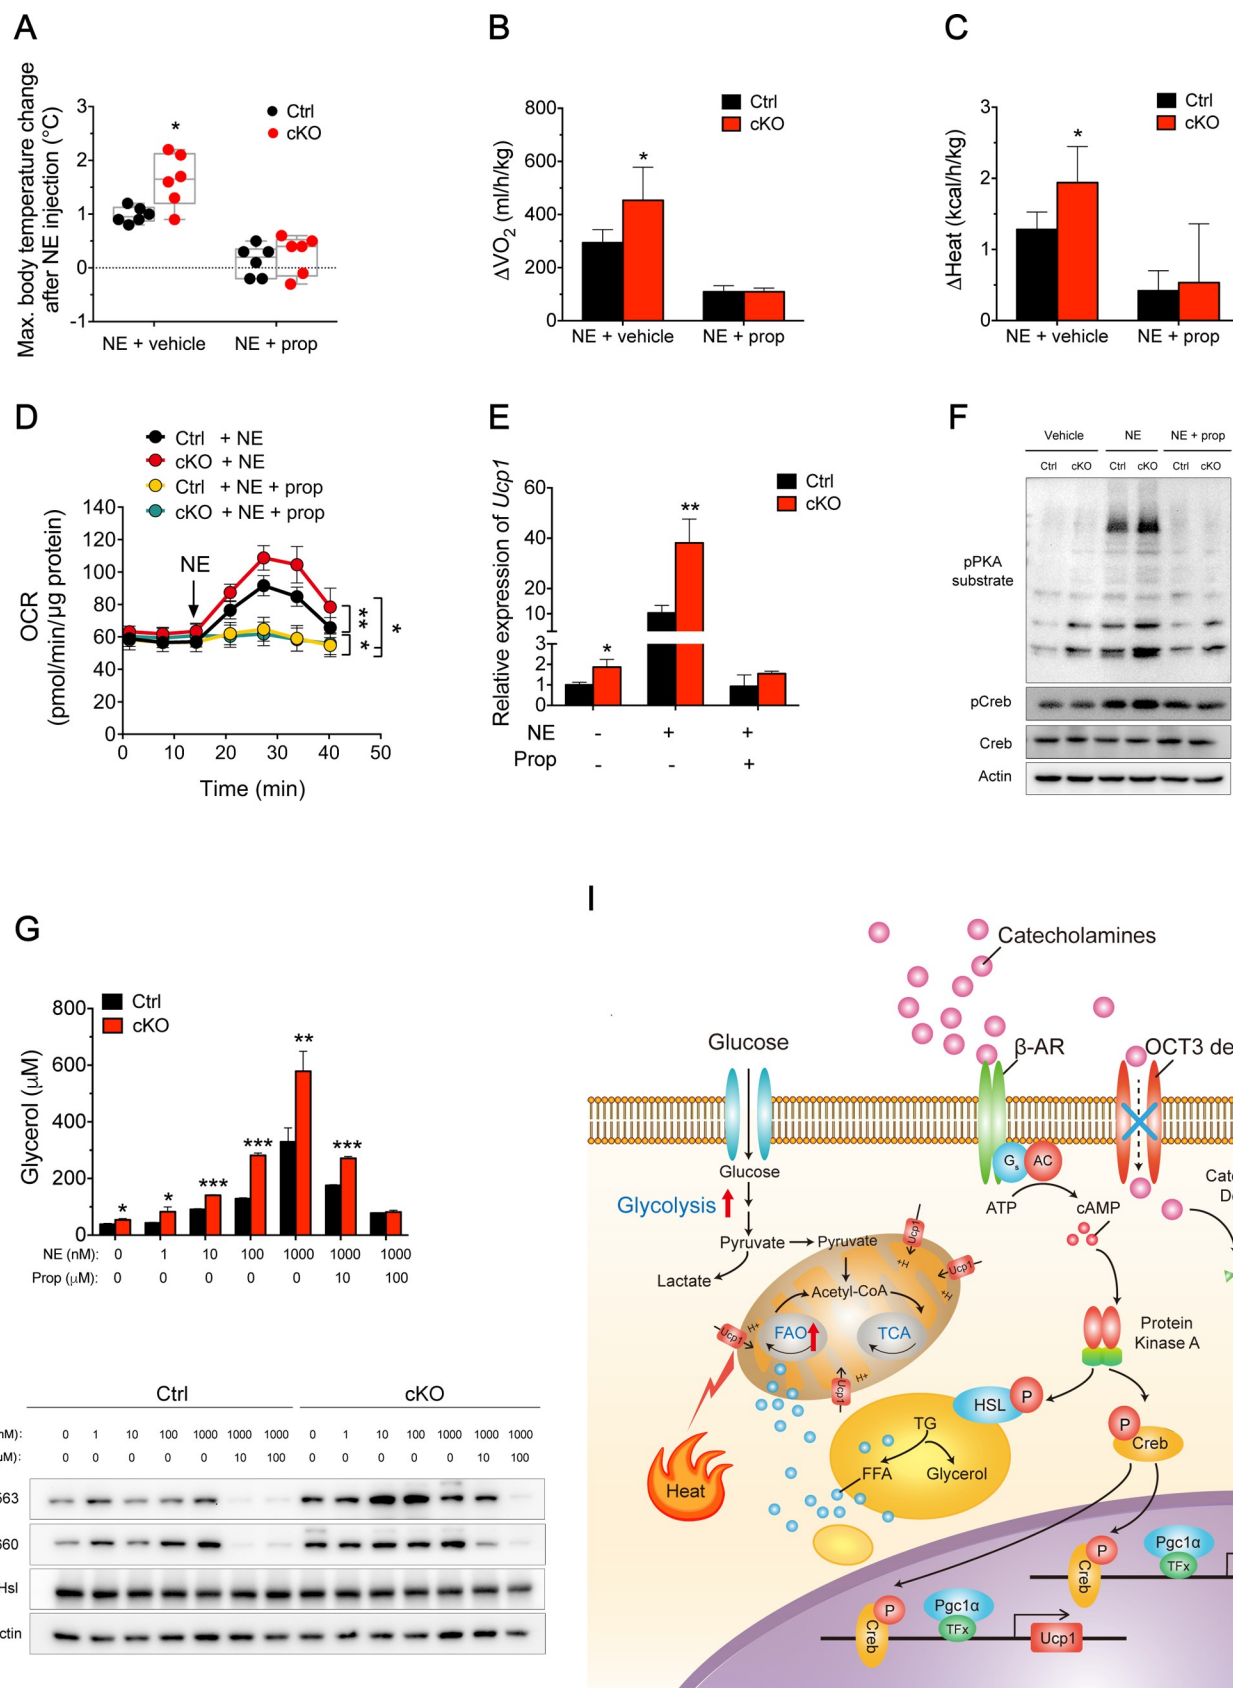 A
Max. body temperature change
after NE injection (°C)
3
2
1
0
-1
*
Ctrl
cKO
NE + vehicle
NE + prop
B
ΔVO2 (ml/h/kg)
800
600
400
200
0
*
Ctrl
cKO
NE + vehicle
NE + prop
C
ΔHeat (kcal/h/kg)
3
2
1
0
*
Ctrl
cKO
NE + vehicle
NE + prop
D
Ctrl + NE
cKO + NE
Ctrl + NE + prop
cKO + NE + prop
OCR
(pmol/min/µg protein)
140
120
100
80
60
40
20
0
NE
**
*
*
0 10 20 30 40 50
Time (min)
E
Relative expression of Ucp1
60
40
20
10
3
2
1
0
*
**
Ctrl
cKO
NE - + +
Prop - - +
F
Vehicle NE NE + prop
Ctrl cKO Ctrl cKO Ctrl cKO
pPKA
substrate
pCreb
Creb
Actin
G
Glycerol (µM)
800
600
400
200
0
Ctrl
cKO
* * *** *** ** ***
NE (nM): 0 1 10 100 1000 1000 1000
Prop (µM): 0 0 0 0 0 10 100
Ctrl cKO
nM): 0 1 10 100 1000 1000 1000 0 1 10 100 1000 1000 1000
µM): 0 0 0 0 0 10 100 0 0 0 0 0 10 100
563
660
Hsl
ctin
I
Catecholamines
Glucose
β-AR
OCT3 de
Gs
AC
Glucose
ATP
cAMP
Cate
De
Glycolysis
Pyruvate
Pyruvate
Lactate
Acetyl-CoA
FAO
TCA
Ucp1
H+
Ucp1
+H
Ucp1
+H
Ucp1
H+
Protein
Kinase A
Heat
HSL
P
TG
FFA
Glycerol
P
Creb
P
Creb
Pgc1α
TFx
P
Creb
Pgc1α
TFx
Ucp1